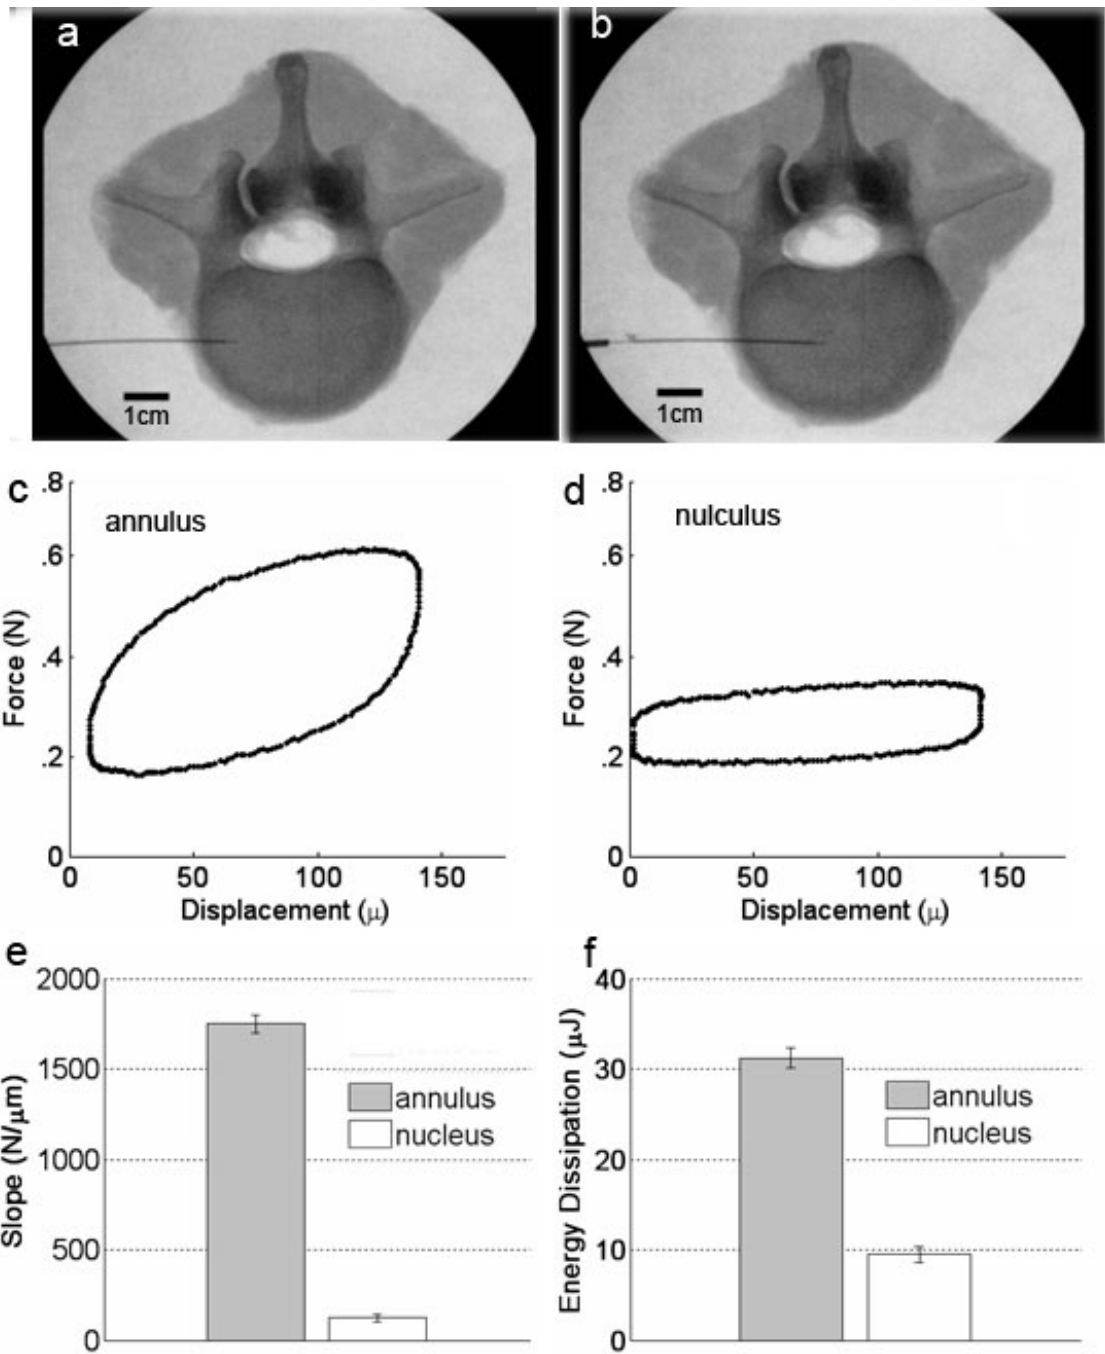 a
b
1cm
1cm
c
.8
.6
.4
.2
0
annulus
Force (N)
0 50 100 150
Displacement (μ)
d
.8
.6
.4
.2
0
nulculus
Force (N)
0 50 100 150
Displacement (μ)
e
2000
1500
1000
500
0
Slope (N/μm)
annulus
nucleus
f
40
30
20
10
0
Energy Dissipation (μJ)
annulus
nucleus